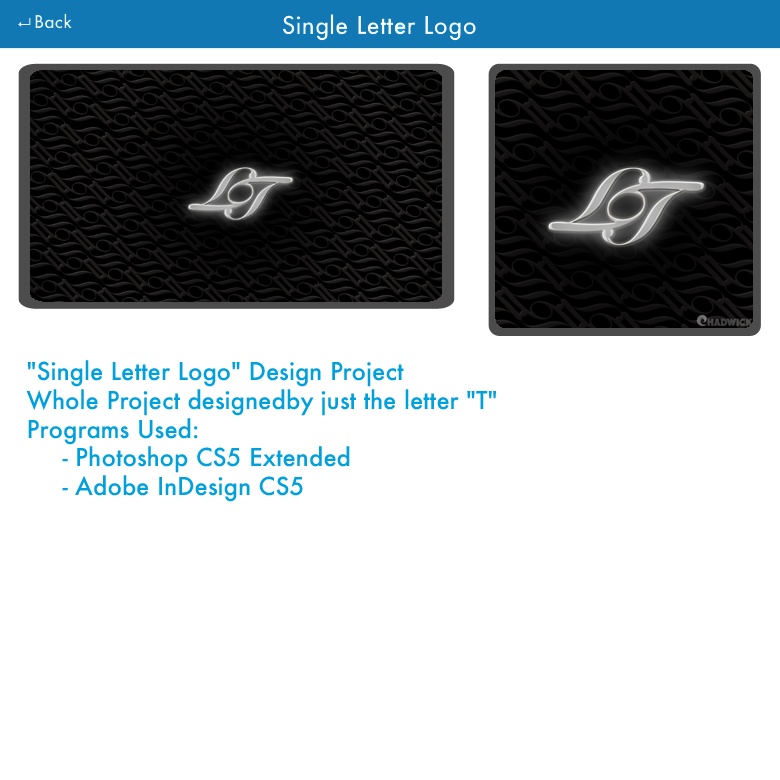 ↵Back
Single Letter Logo
CHADWICK
"Single Letter Logo" Design Project
Whole Project designedby just the letter "T"
Programs Used:
- Photoshop CS5 Extended
- Adobe InDesign CS5